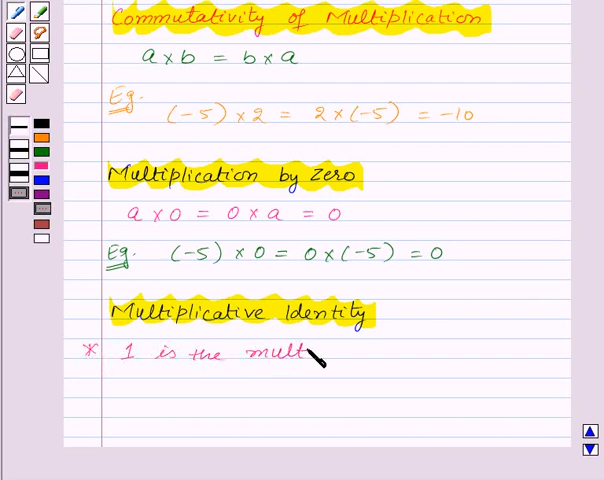 Commutativity of Multiplication
a × b = b × a
Eg. (-5) × 2 = 2 × (-5) = -10
Multiplication by Zero
a × 0 = 0 × a = 0
Eg. (-5) × 0 = 0 × (-5) = 0
Multiplicative Identity
* 1 is the mult